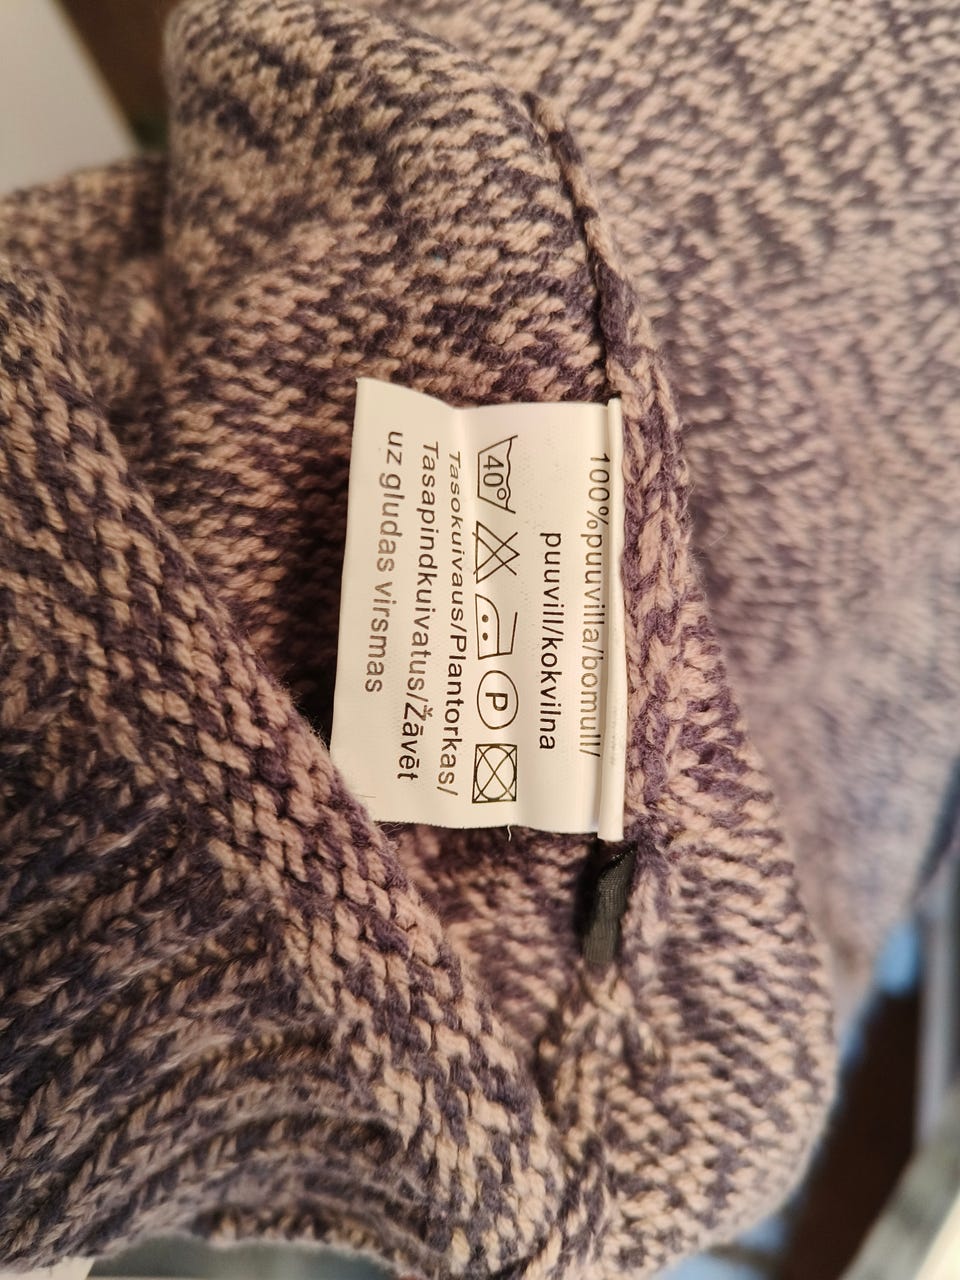 100%puuvilla/bomull/
puuvill/kokvilna
40° P
Tasokuivaus/Plantorkas/
Tasapindkuivatus/Žāvēt
uz gludas virsmas